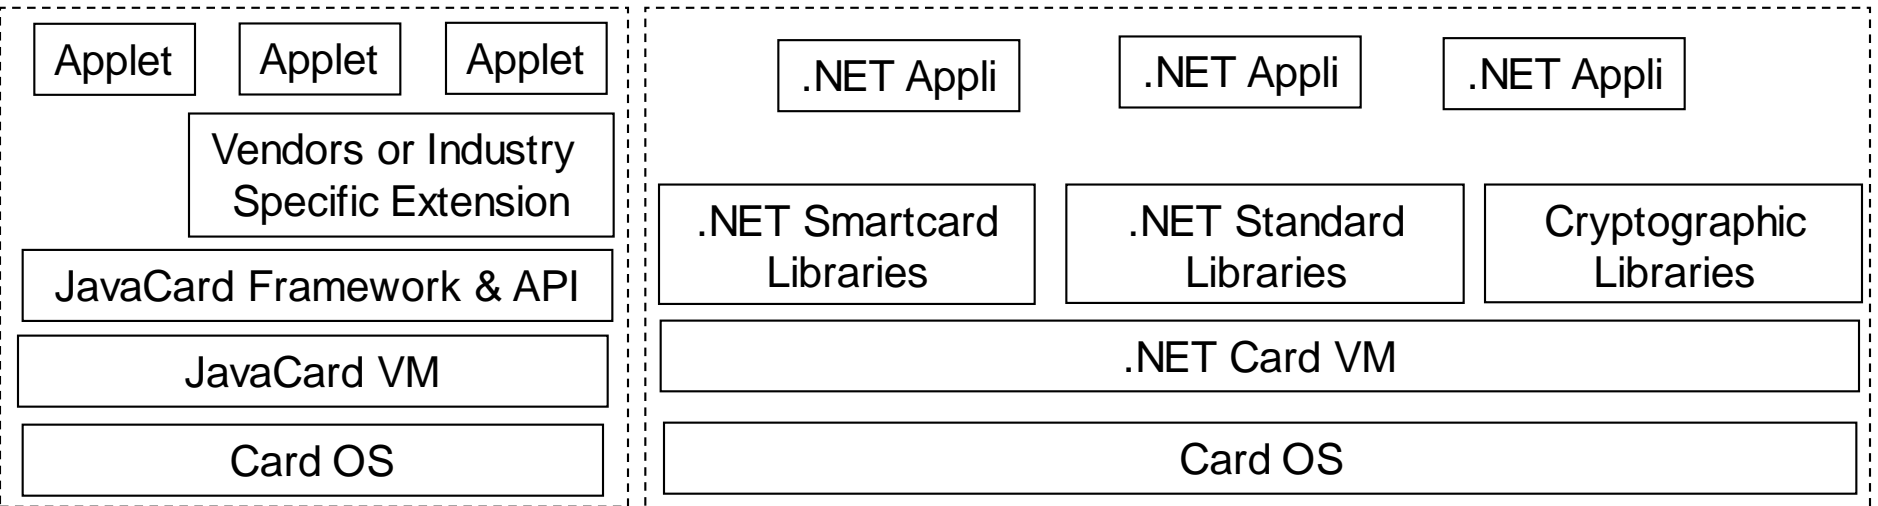 Applet
Applet
Applet
Vendors or Industry
Specific Extension
JavaCard Framework & API
JavaCard VM
Card OS
.NET Appli
.NET Appli
.NET Appli
.NET Smartcard
Libraries
.NET Standard
Libraries
Cryptographic
Libraries
.NET Card VM
Card OS